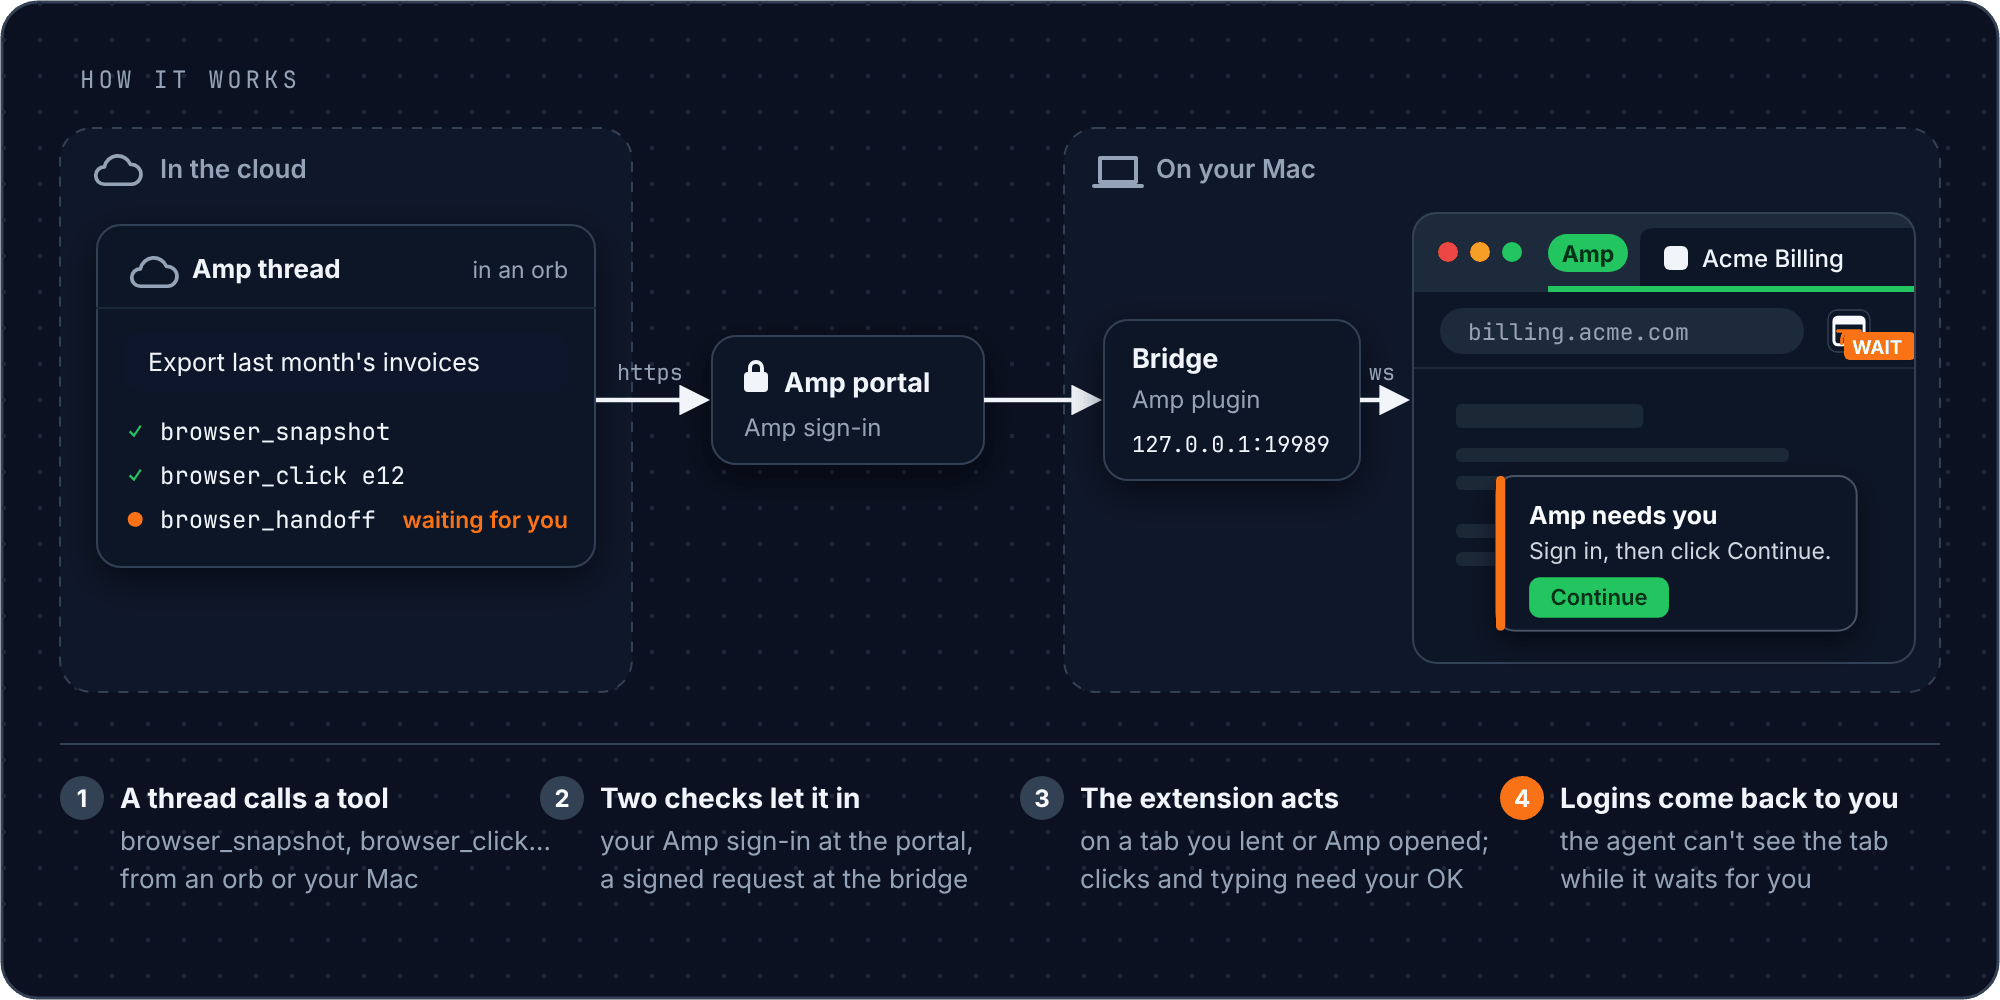 HOW IT WORKS
In the cloud
Amp thread
in an orb
Export last month's invoices
✓ browser_snapshot
✓ browser_click e12
browser_handoff waiting for you
https
Amp portal
Amp sign-in
On your Mac
Bridge
Amp plugin
127.0.0.1:19989
ws
Amp
Acme Billing
billing.acme.com
WAIT
Amp needs you
Sign in, then click Continue.
Continue
1 A thread calls a tool
browser_snapshot, browser_click…
from an orb or your Mac
2 Two checks let it in
your Amp sign-in at the portal,
a signed request at the bridge
3 The extension acts
on a tab you lent or Amp opened;
clicks and typing need your OK
4 Logins come back to you
the agent can't see the tab
while it waits for you